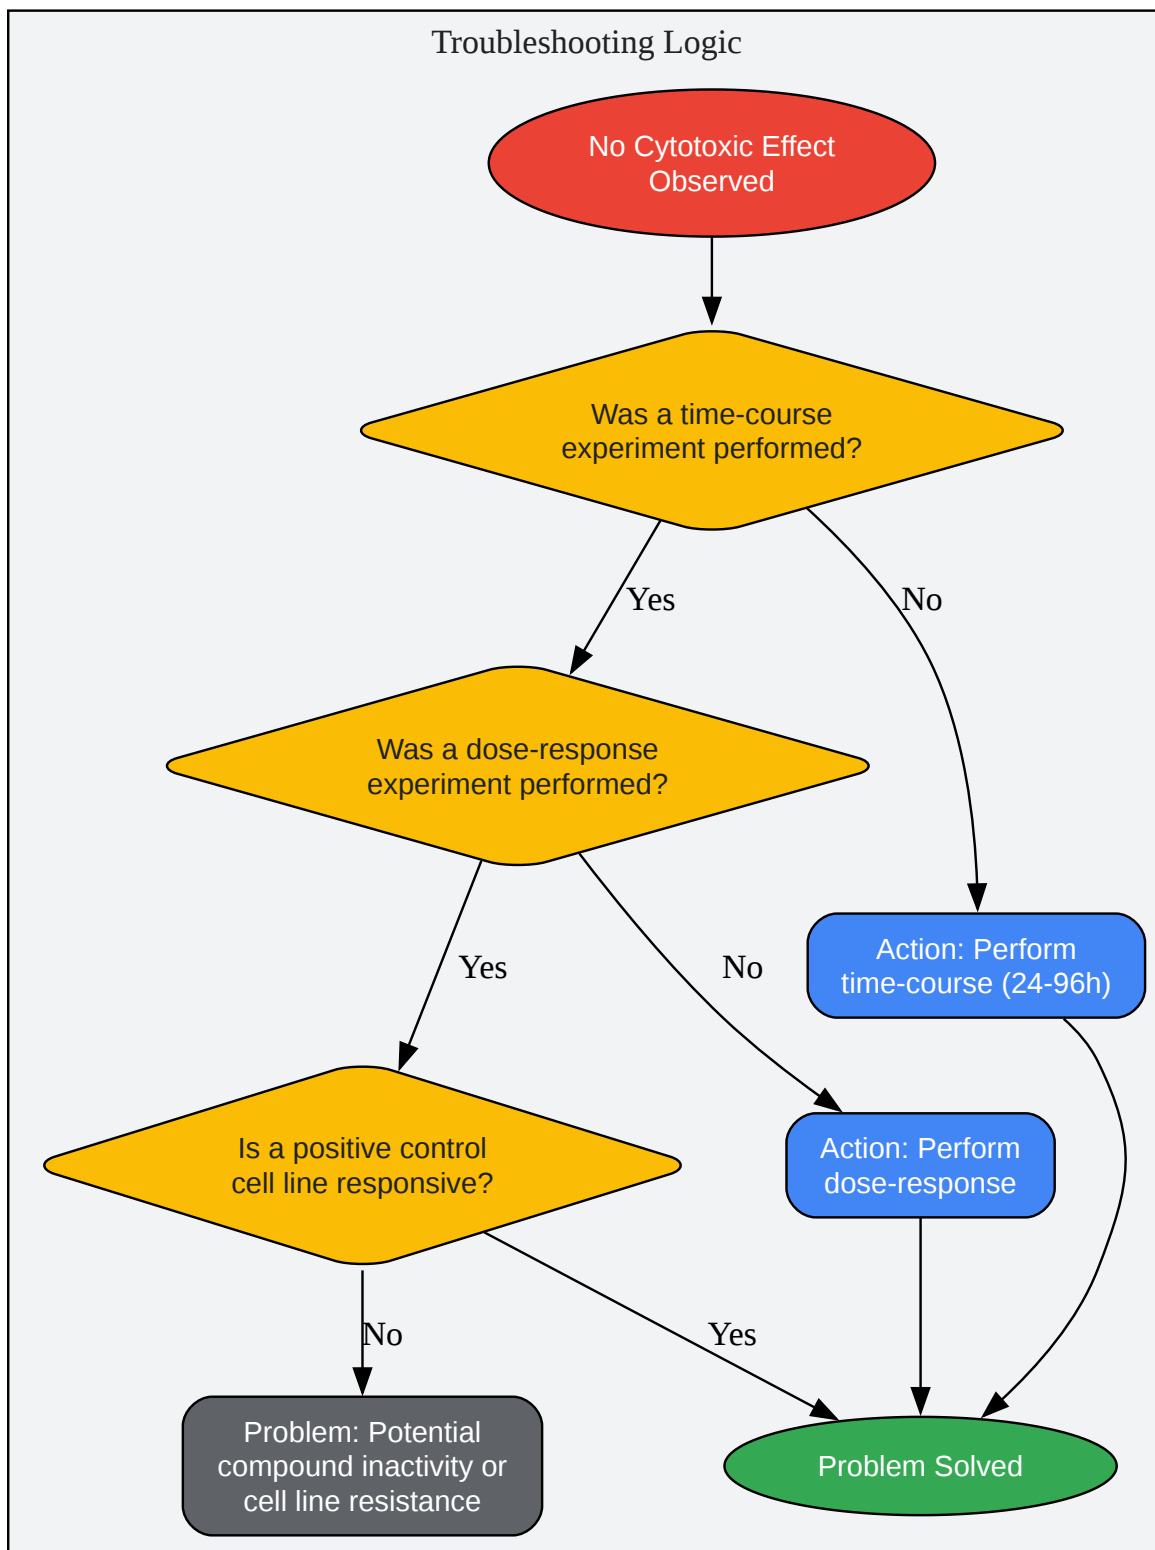 Troubleshooting Logic
No Cytotoxic Effect
Observed
Was a time-course
experiment performed?
Yes
No
Was a dose-response
experiment performed?
Yes
No
Action: Perform
time-course (24-96h)
Is a positive control
cell line responsive?
Action: Perform
dose-response
No
Yes
Problem: Potential
compound inactivity or
cell line resistance
Problem Solved